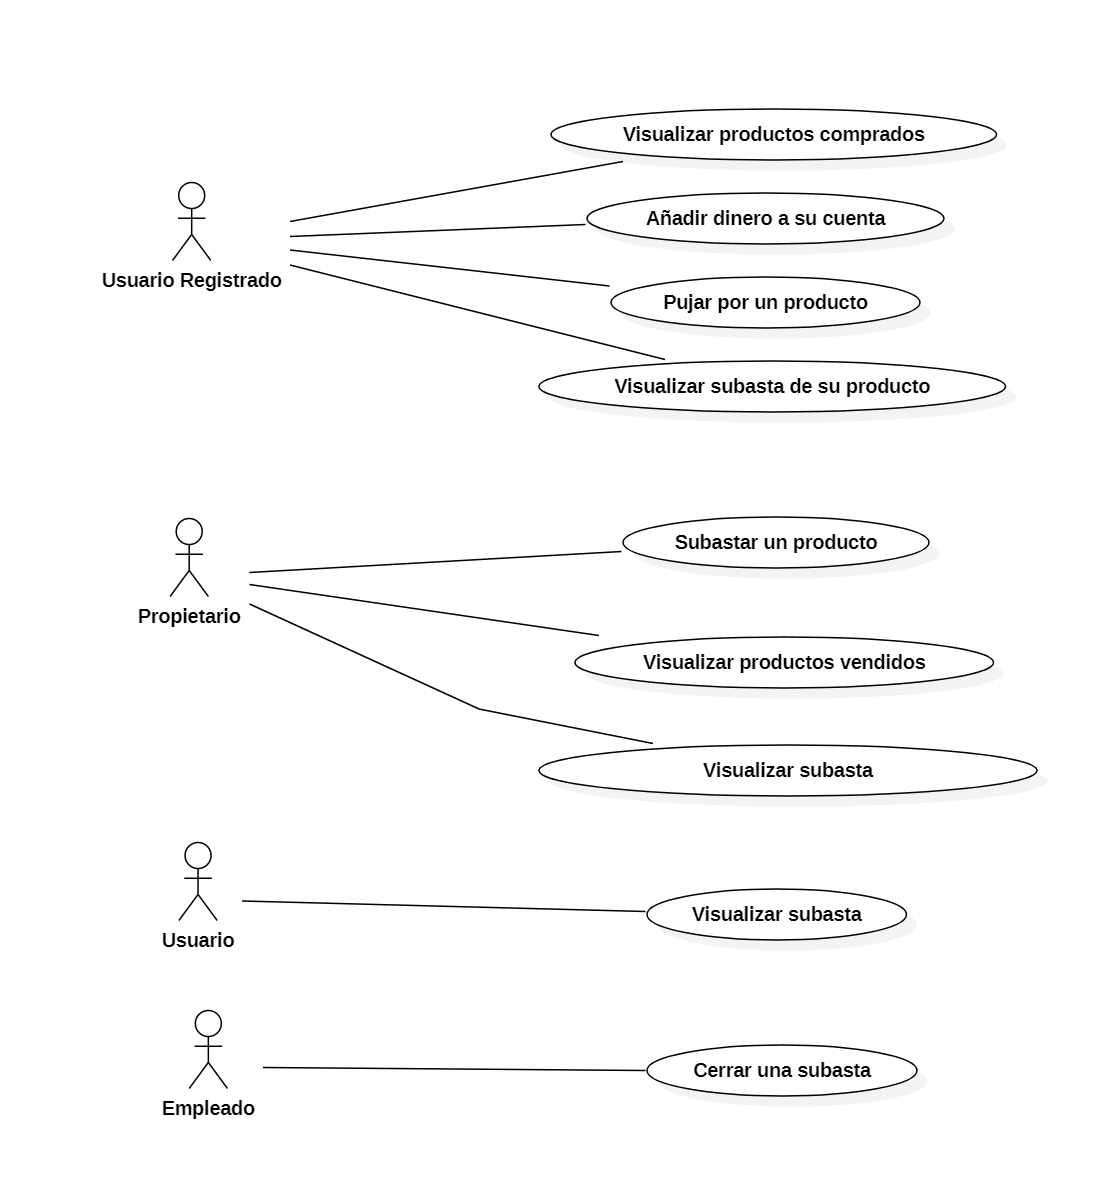 Visualizar productos comprados
Añadir dinero a su cuenta
Usuario Registrado
Pujar por un producto
Visualizar subasta de su producto
Subastar un producto
Propietario
Visualizar productos vendidos
Visualizar subasta
Visualizar subasta
Usuario
Cerrar una subasta
Empleado